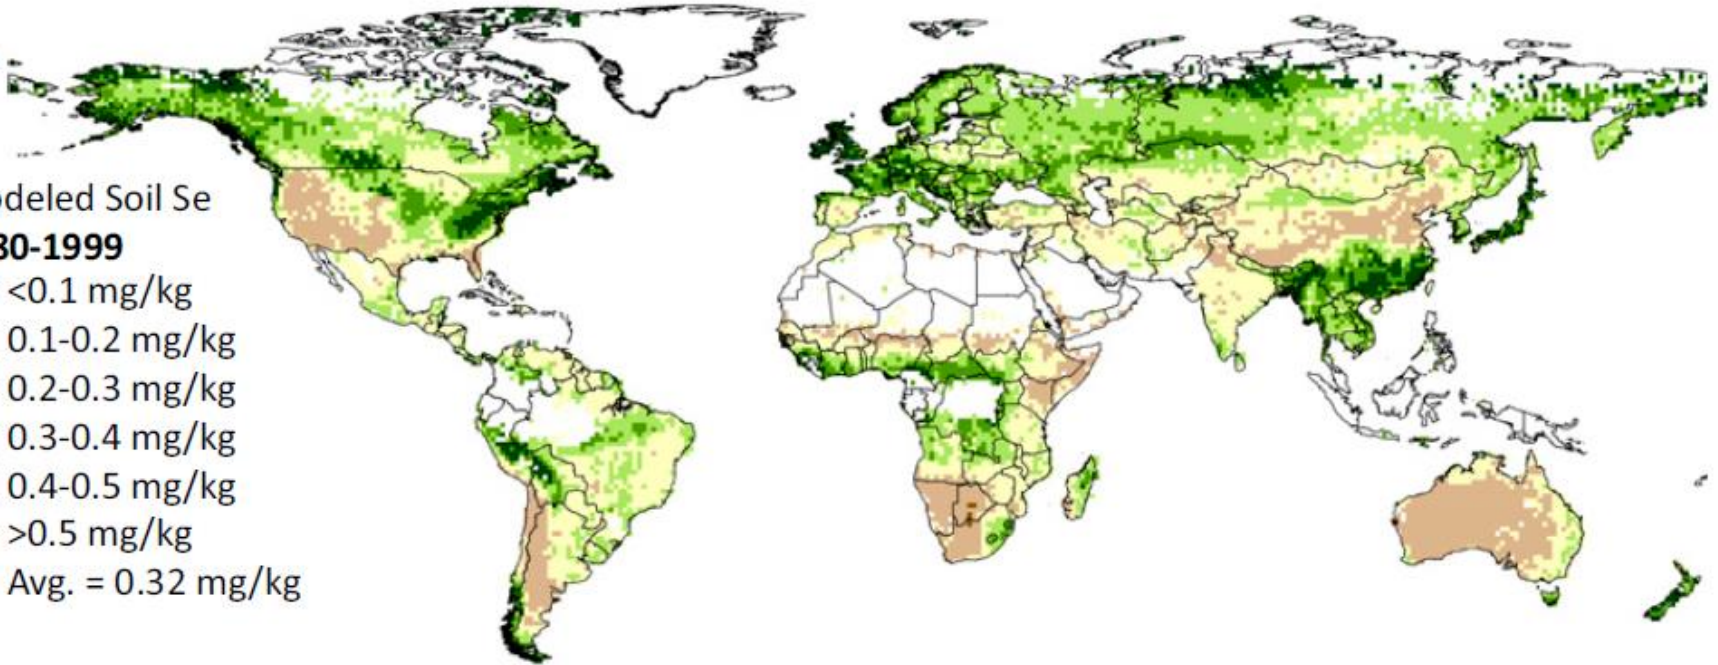 deled Soil Se
80-1999
<0.1 mg/kg
0.1-0.2 mg/kg
0.2-0.3 mg/kg
0.3-0.4 mg/kg
0.4-0.5 mg/kg
>0.5 mg/kg
Avg. = 0.32 mg/kg